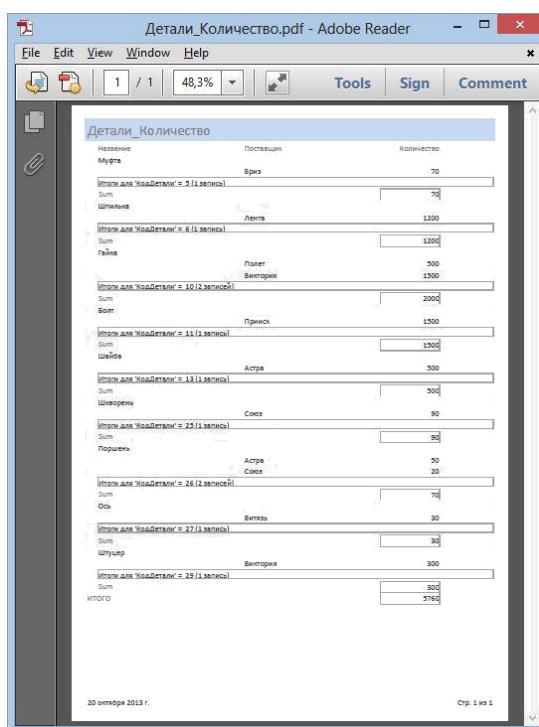 Детали_Количество.pdf - Adobe Reader
File Edit View Window Help
1 / 1 48,3% Tools Sign Comment
Детали_Количество
Название Поставщик Количество
Муфта
Бриз 70
Итоги для 'КодДетали' = 5 (1 запись)
Sum 70
Шпилька
Лента 1200
Итоги для 'КодДетали' = 6 (1 запись)
Sum 1200
Гайка
Полет 500
Виктория 1500
Итоги для 'КодДетали' = 10 (2 записей)
Sum 2000
Болт
Прииск 1500
Итоги для 'КодДетали' = 11 (1 запись)
Sum 1500
Шайба
Астра 500
Итоги для 'КодДетали' = 13 (1 запись)
Sum 500
Шкворень
Союз 90
Итоги для 'КодДетали' = 25 (1 запись)
Sum 90
Поршень
Астра 50
Союз 20
Итоги для 'КодДетали' = 26 (2 записей)
Sum 70
Ось
Витязь 30
Итоги для 'КодДетали' = 27 (1 запись)
Sum 30
Штуцер
Виктория 300
Итоги для 'КодДетали' = 29 (1 запись)
Sum 300
ИТОГО 5760
20 октября 2013 г. Стр. 1 из 1